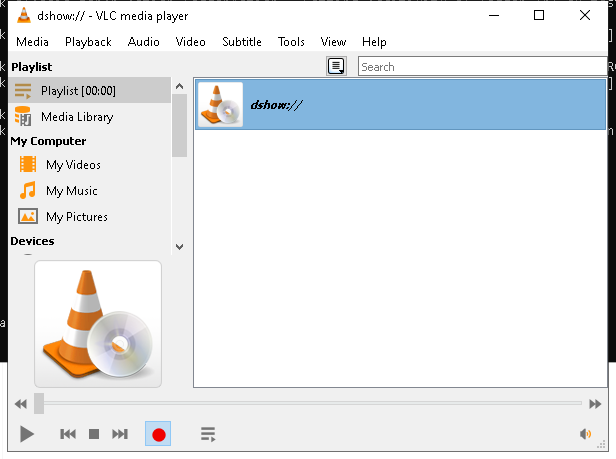 dshow:// - VLC media player
Media Playback Audio Video Subtitle Tools View Help
Playlist
Search
Playlist [00:00]
dshow://
Media Library
My Computer
My Videos
My Music
My Pictures
Devices